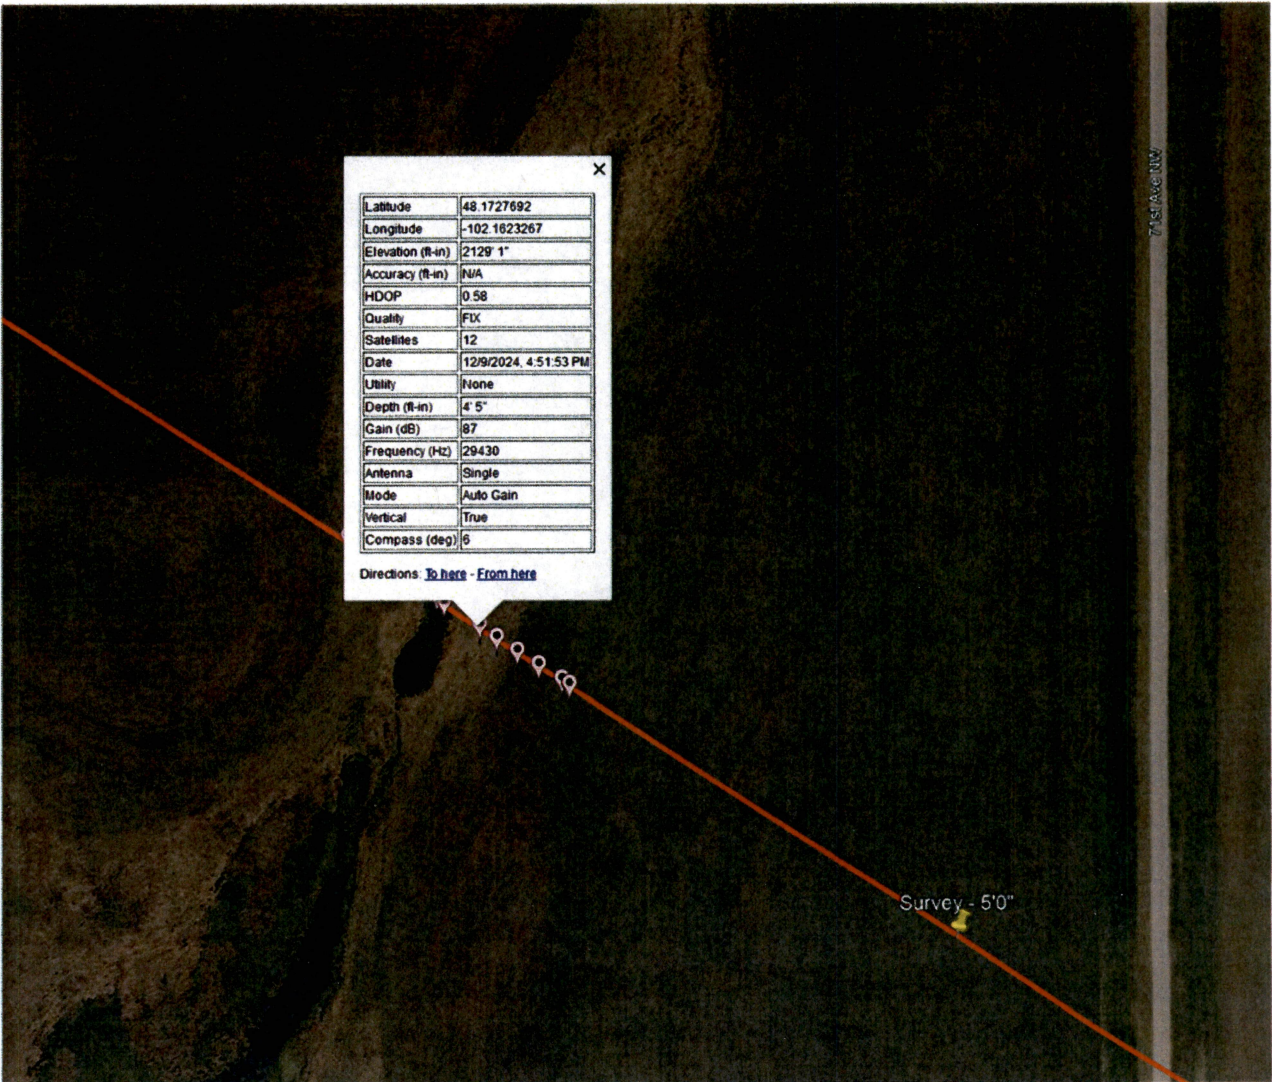 71st Ave NW
×
Latitude 48.1727692
Longitude -102.1623267
Elevation (ft-in) 2129' 1"
Accuracy (ft-in) N/A
HDOP 0.58
Quality FIX
Satellites 12
Date 12/9/2024, 4:51:53 PM
Utility None
Depth (ft-in) 4' 5"
Gain (dB) 87
Frequency (Hz) 29430
Antenna Single
Mode Auto Gain
Vertical True
Compass (deg) 6
Directions: To here - From here
Survey - 5'0"